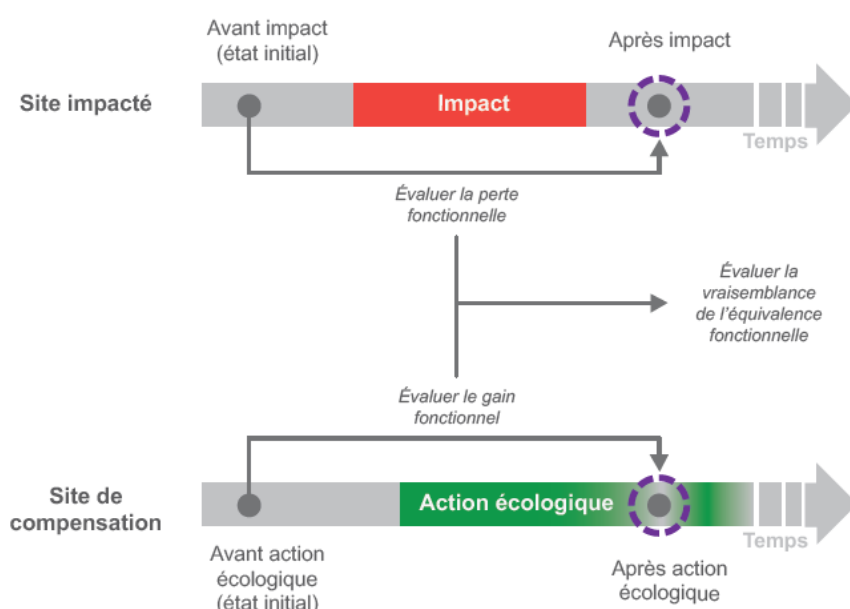 Avant impact
(état initial)
Après impact
Site impacté
Impact
Temps
Évaluer la perte
fonctionnelle
Évaluer la
vraisemblance
de l'équivalence
fonctionnelle
Évaluer le gain
fonctionnel
Site de
compensation
Action écologique
Temps
Avant action
écologique
(état initial)
Après action
écologique